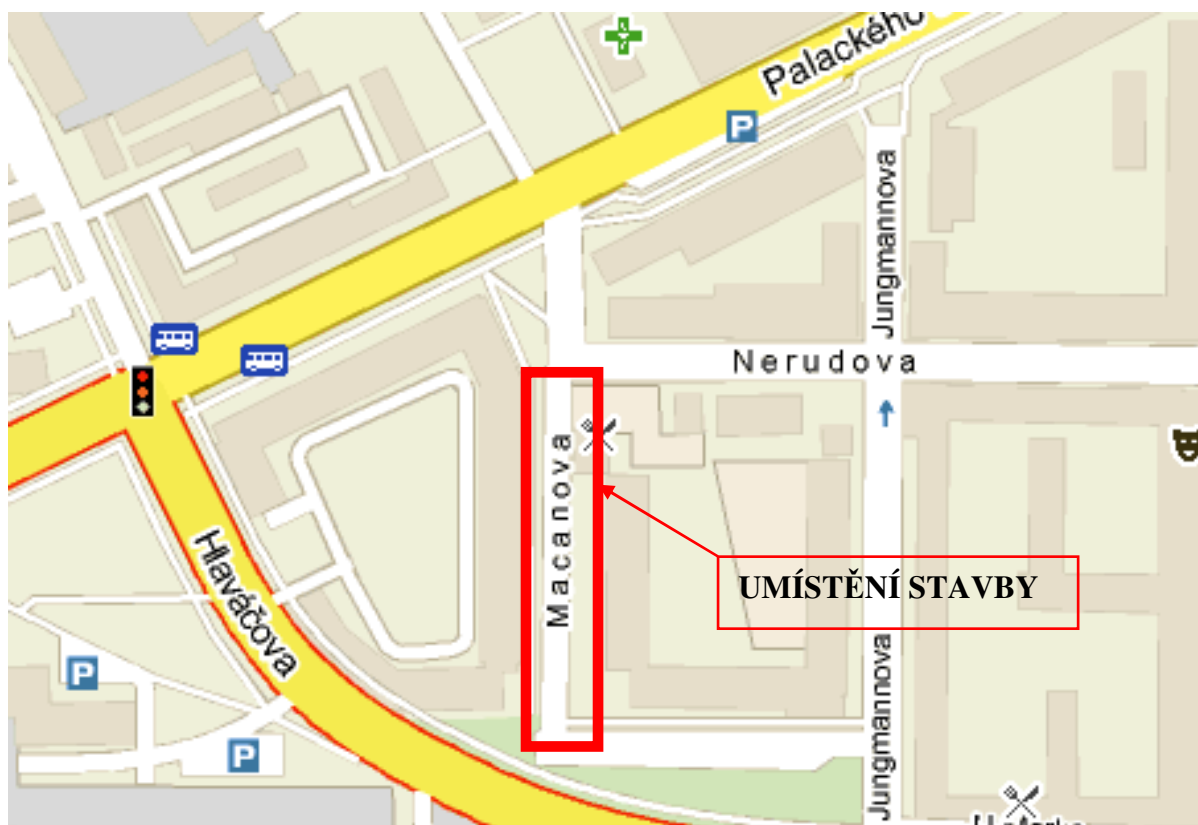 Palackého
P
Jungmannova
Nerudova
Macanova
Hlaváčova
UMÍSTĚNÍ STAVBY
P
Jungmannova
P